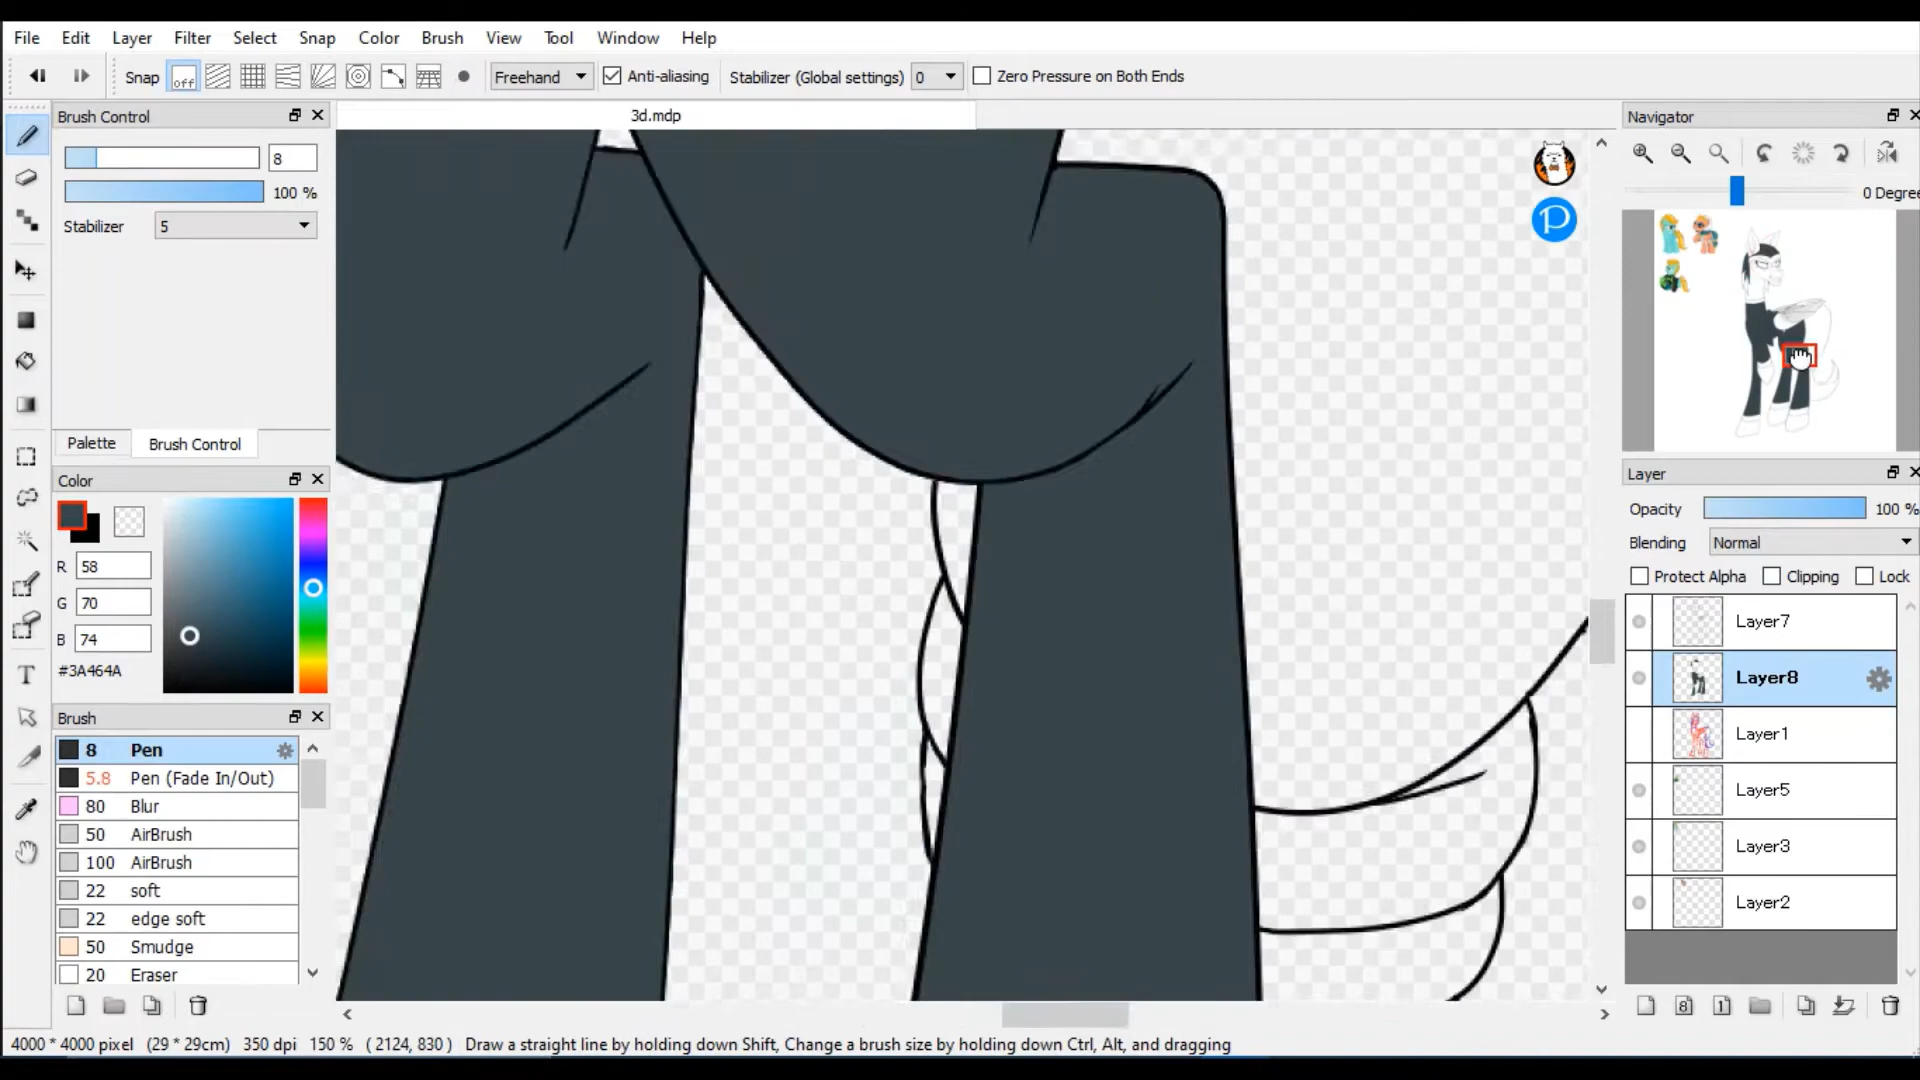 File Edit Layer Filter Select Snap Color Brush View Tool Window Help
Snap off Freehand Anti-aliasing Stabilizer (Global settings) 0 Zero Pressure on Both Ends
Brush Control
3d.mdp
Navigator
8
100 %
Stabilizer 5
0 Degree
Palette Brush Control
Color
R 58
G 70
B 74
#3A464A
Brush
8 Pen
5.8 Pen (Fade In/Out)
80 Blur
50 AirBrush
100 AirBrush
22 soft
22 edge soft
50 Smudge
20 Eraser
P
Layer
Opacity 100 %
Blending Normal
Protect Alpha Clipping Lock
Layer7
Layer8
Layer1
Layer5
Layer3
Layer2
8 1
4000 * 4000 pixel (29 * 29cm) 350 dpi 150 % ( 2124, 830 ) Draw a straight line by holding down Shift, Change a brush size by holding down Ctrl, Alt, and dragging